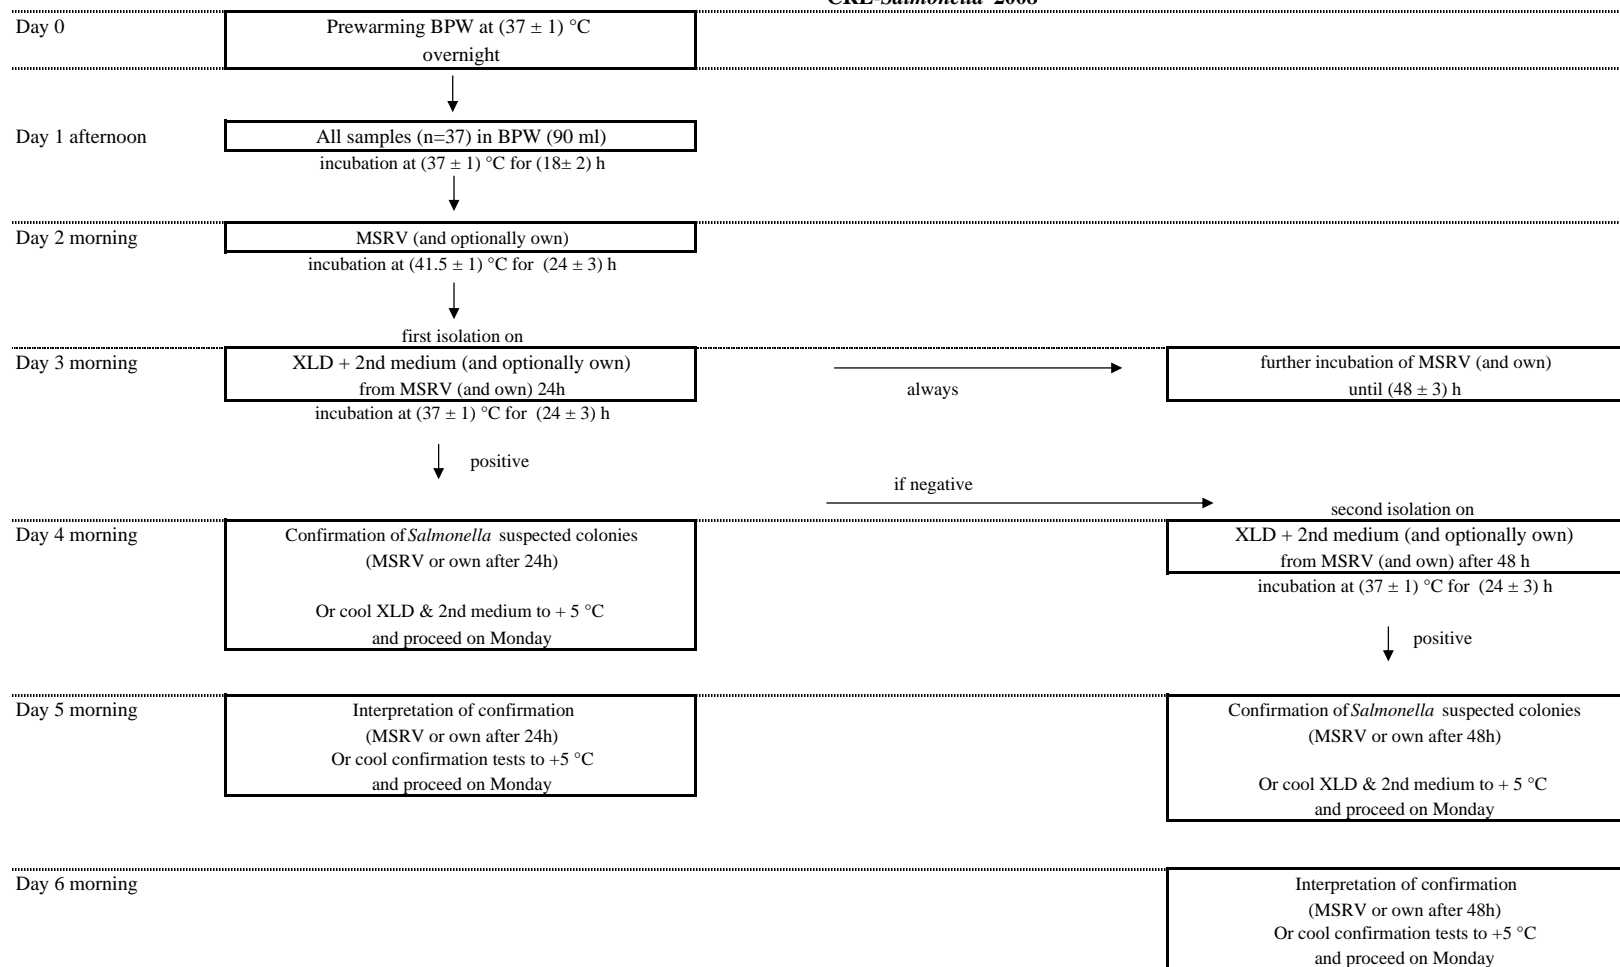 CRL-Salmonella 2008
Day 0
Prewarming BPW at (37 ± 1) °C
overnight
Day 1 afternoon
All samples (n=37) in BPW (90 ml)
incubation at (37 ± 1) °C for (18± 2) h
Day 2 morning
MSRV (and optionally own)
incubation at (41.5 ± 1) °C for (24 ± 3) h
first isolation on
Day 3 morning
XLD + 2nd medium (and optionally own)
from MSRV (and own) 24h
incubation at (37 ± 1) °C for (24 ± 3) h
always
further incubation of MSRV (and own)
until (48 ± 3) h
positive
if negative
second isolation on
Day 4 morning
Confirmation of Salmonella suspected colonies
(MSRV or own after 24h)
Or cool XLD & 2nd medium to + 5 °C
and proceed on Monday
XLD + 2nd medium (and optionally own)
from MSRV (and own) after 48 h
incubation at (37 ± 1) °C for (24 ± 3) h
positive
Day 5 morning
Interpretation of confirmation
(MSRV or own after 24h)
Or cool confirmation tests to +5 °C
and proceed on Monday
Confirmation of Salmonella suspected colonies
(MSRV or own after 48h)
Or cool XLD & 2nd medium to + 5 °C
and proceed on Monday
Day 6 morning
Interpretation of confirmation
(MSRV or own after 48h)
Or cool confirmation tests to +5 °C
and proceed on Monday